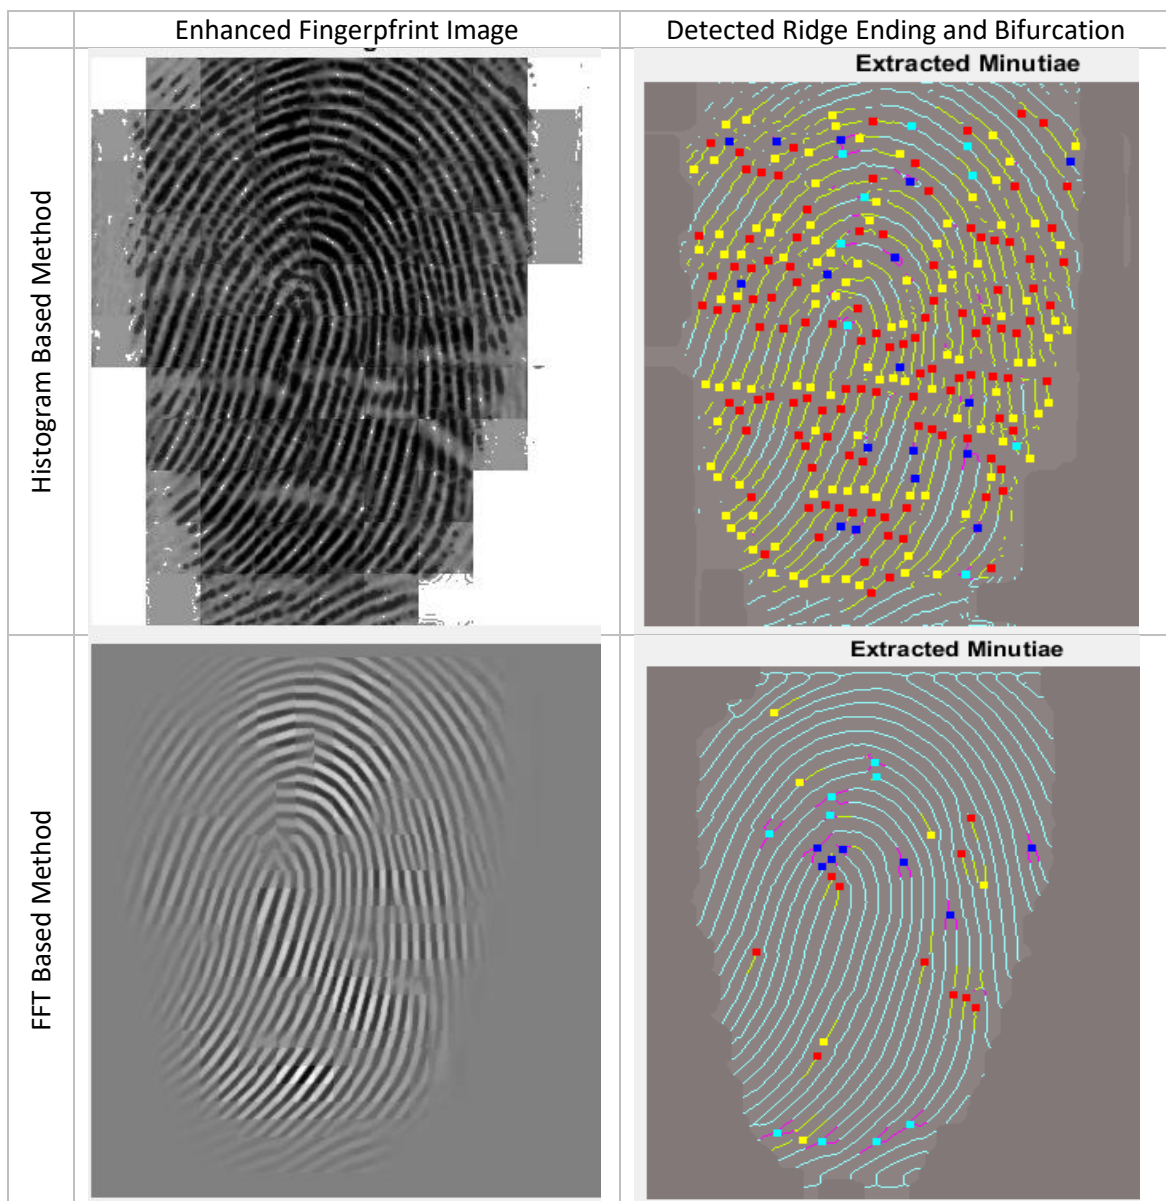 Enhanced Fingerpfrint Image
Detected Ridge Ending and Bifurcation
Histogram Based Method
Extracted Minutiae
FFT Based Method
Extracted Minutiae